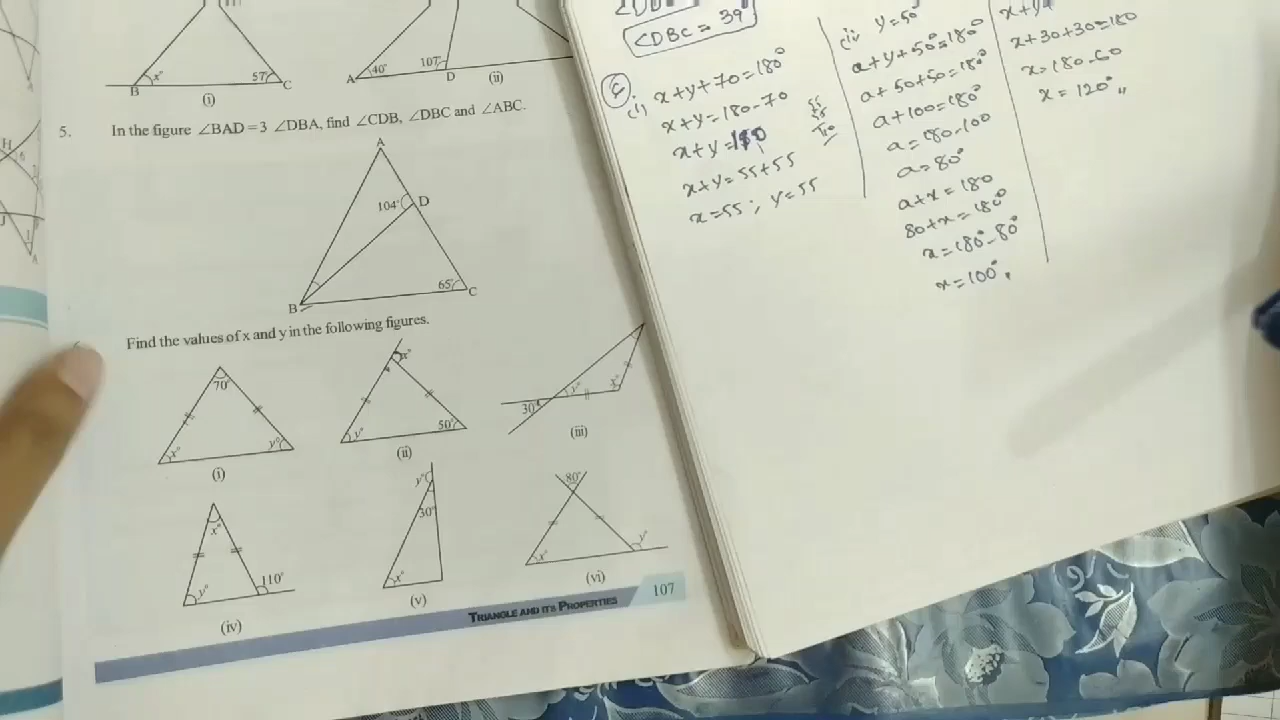 x°
57°
B
C
(i)
A
40°
107°
D
(ii)
5. In the figure ∠BAD = 3 ∠DBA, find ∠CDB, ∠DBC and ∠ABC.
A
104°
D
65°
B
C
Find the values of x and y in the following figures.
70°
x°
y°
(i)
x°
y°
50°
(ii)
30°
y°
x°
(iii)
x°
y°
110°
(iv)
y°
30°
x°
(v)
80°
x°
y°
(vi)
TRIANGLE AND ITS PROPERTIES 107
∠DBC = 39°
(i) x+y+70=180°
x+y=180-70
x+y=110
x+y=55+55
x=55 ; y=55
y=50°
a+y+50°=180°
a+50+50=180°
a+100=180°
a=180-100
a=80°
a+x=180
80+x=180°
x=180°-80°
x=100°
x+30+30=180
x=180-60
x=120°